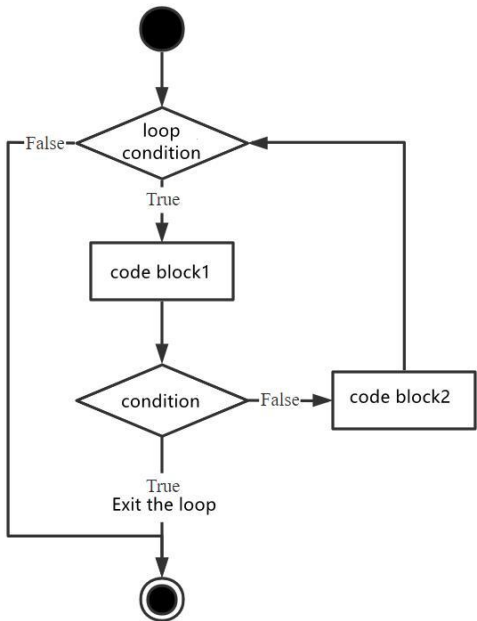 loop
condition
False
True
code block1
condition
False
code block2
True
Exit the loop